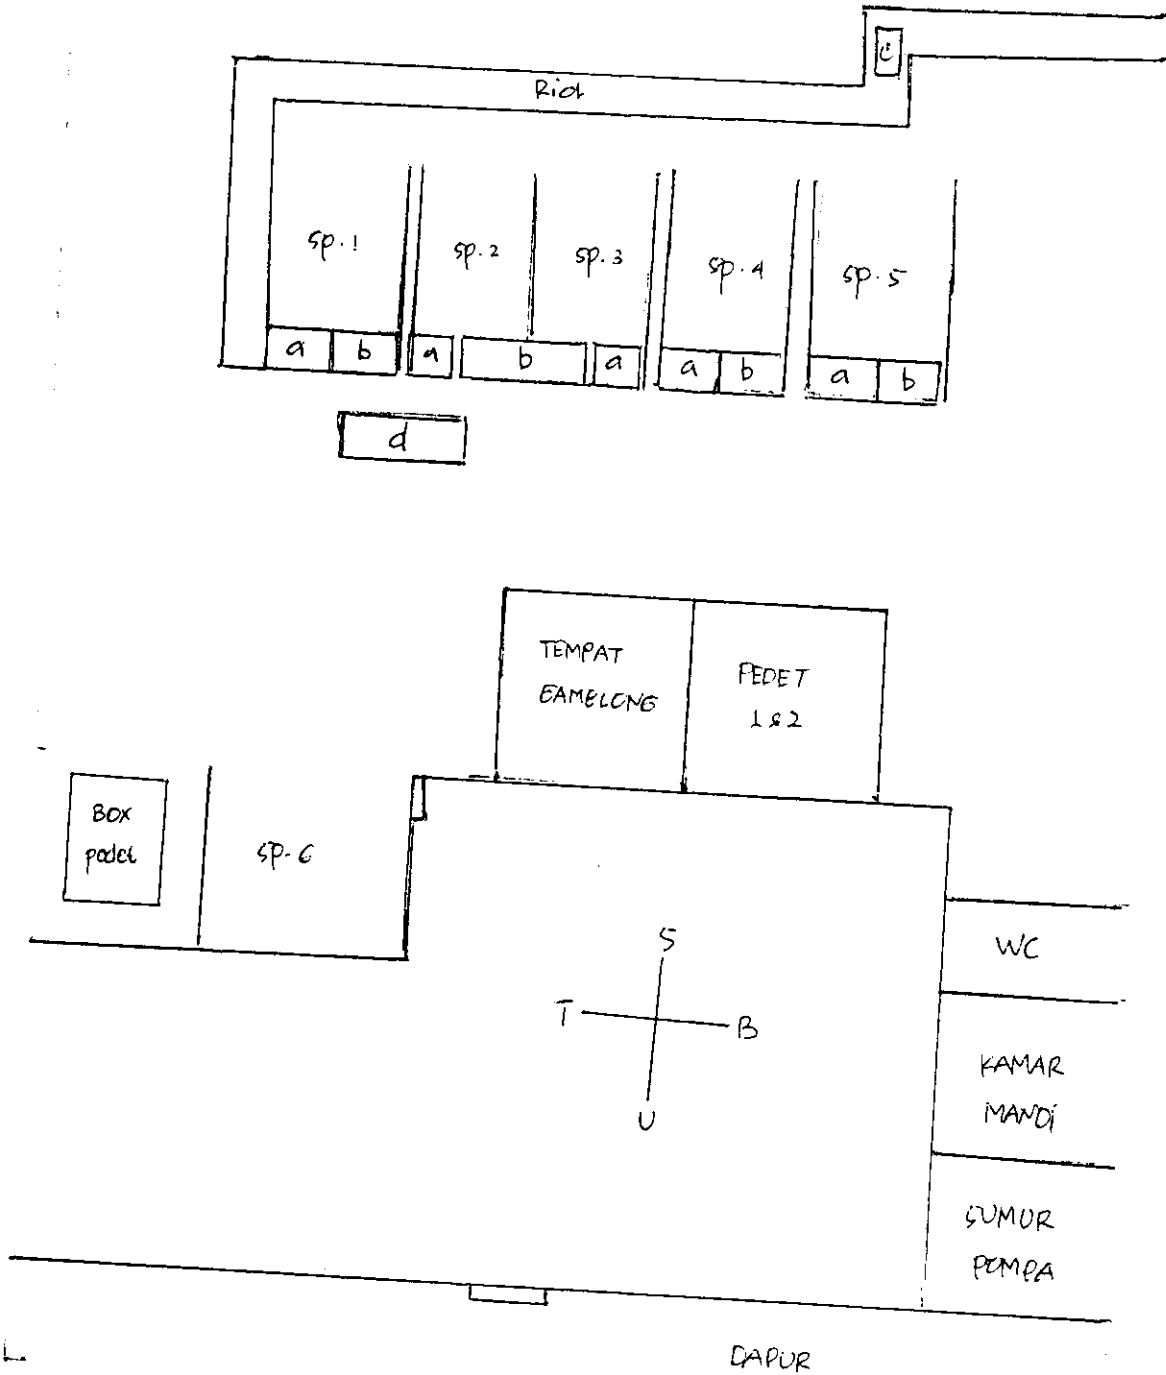 c
Riol
sp.1
sp.2
sp.3
sp.4
sp.5
a
b
a
b
a
a
b
a
b
d
TEMPAT
GAMELONG
PEDET
1 & 2
BOX
pedet
sp.6
S
T
B
U
WC
KAMAR
MANDi
SUMUR
POMPA
DAPUR